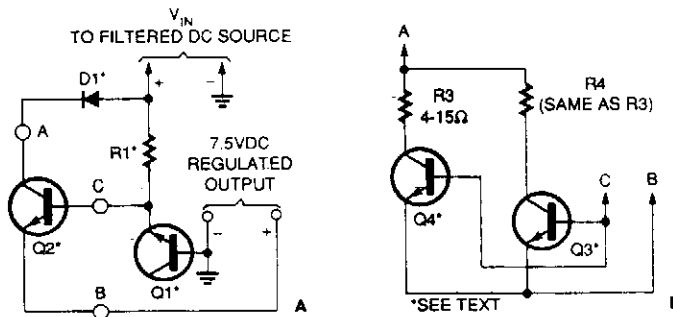 V_IN
TO FILTERED DC SOURCE
+
−
D1*
A
R1*
7.5VDC
REGULATED
OUTPUT
C
−
+
Q2*
Q1*
B
A
A
R3
4-15Ω
R4
(SAME AS R3)
C
B
Q4*
Q3*
*SEE TEXT